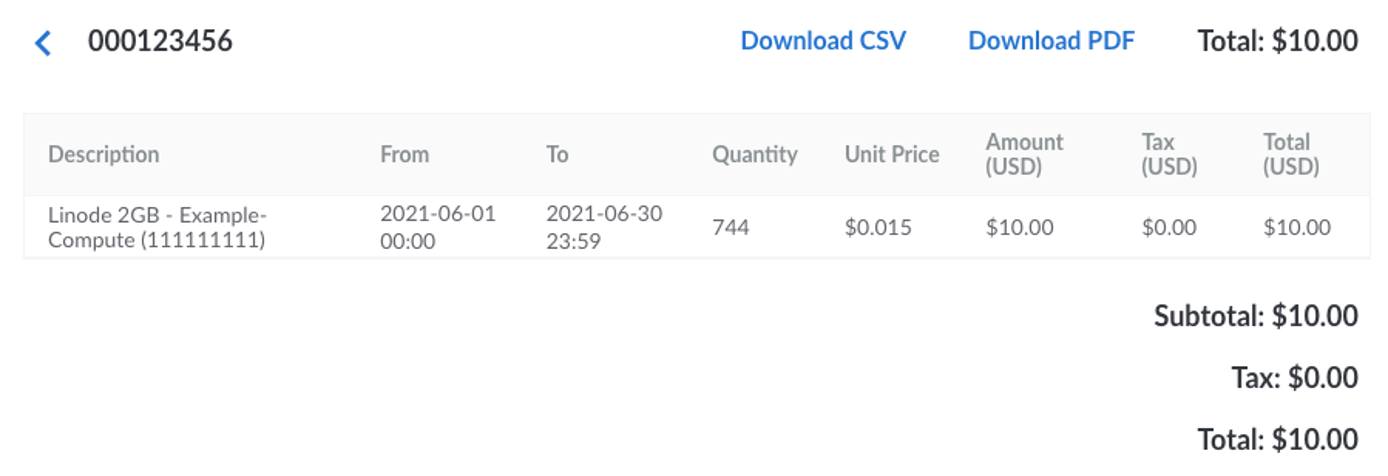 000123456 Download CSV Download PDF Total: $10.00
Description From To Quantity Unit Price Amount (USD) Tax (USD) Total (USD)
Linode 2GB - Example-
Compute (111111111)
2021-06-01
00:00
2021-06-30
23:59
744
$0.015
$10.00
$0.00
$10.00
Subtotal: $10.00
Tax: $0.00
Total: $10.00